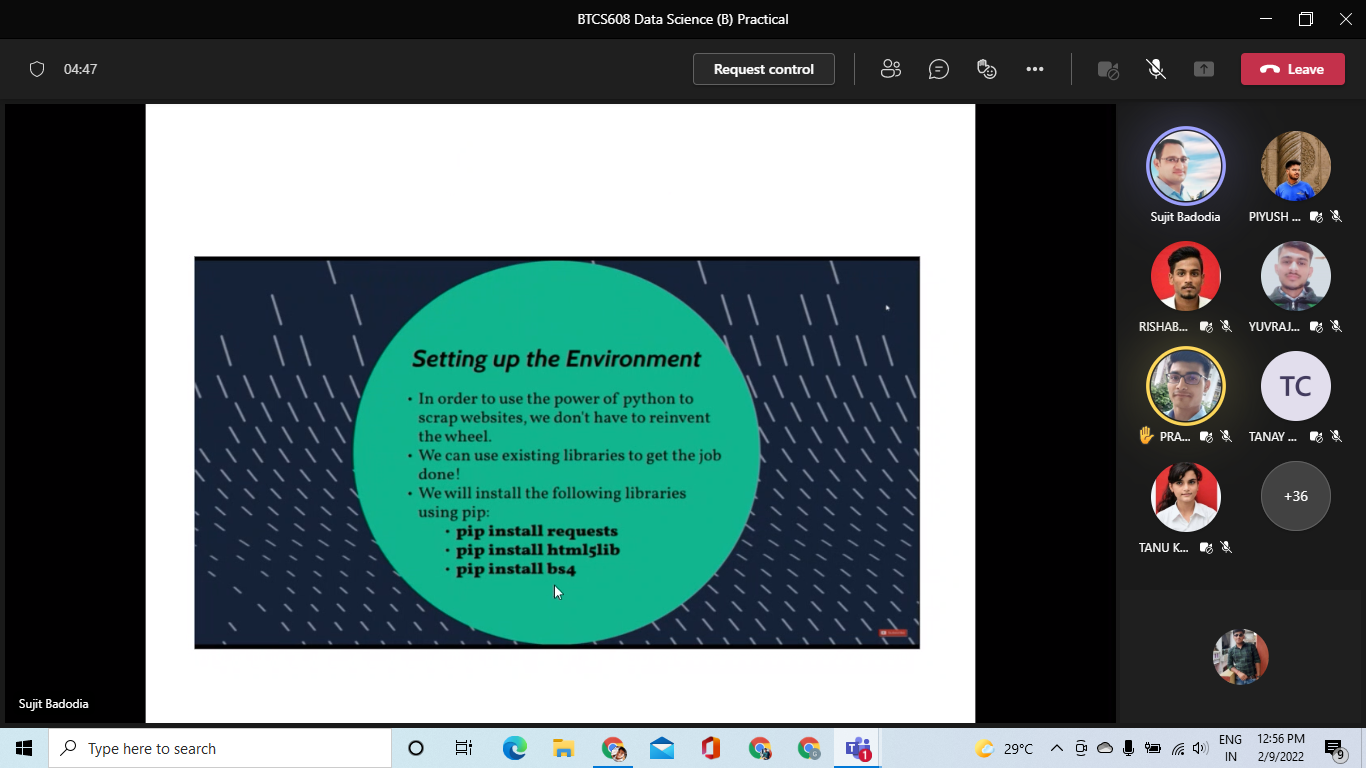 BTCS608 Data Science (B) Practical
04:47
Request control
Leave
Setting up the Environment
• In order to use the power of python to
scrap websites, we don't have to reinvent
the wheel.
• We can use existing libraries to get the job
done!
• We will install the following libraries
using pip:
• pip install requests
• pip install html5lib
• pip install bs4
Sujit Badodia
Sujit Badodia
PIYUSH ...
RISHAB...
YUVRAJ...
PRA...
TC
TANAY ...
TANU K...
+36
Type here to search
1
29°C
ENG
IN
12:56 PM
2/9/2022
9